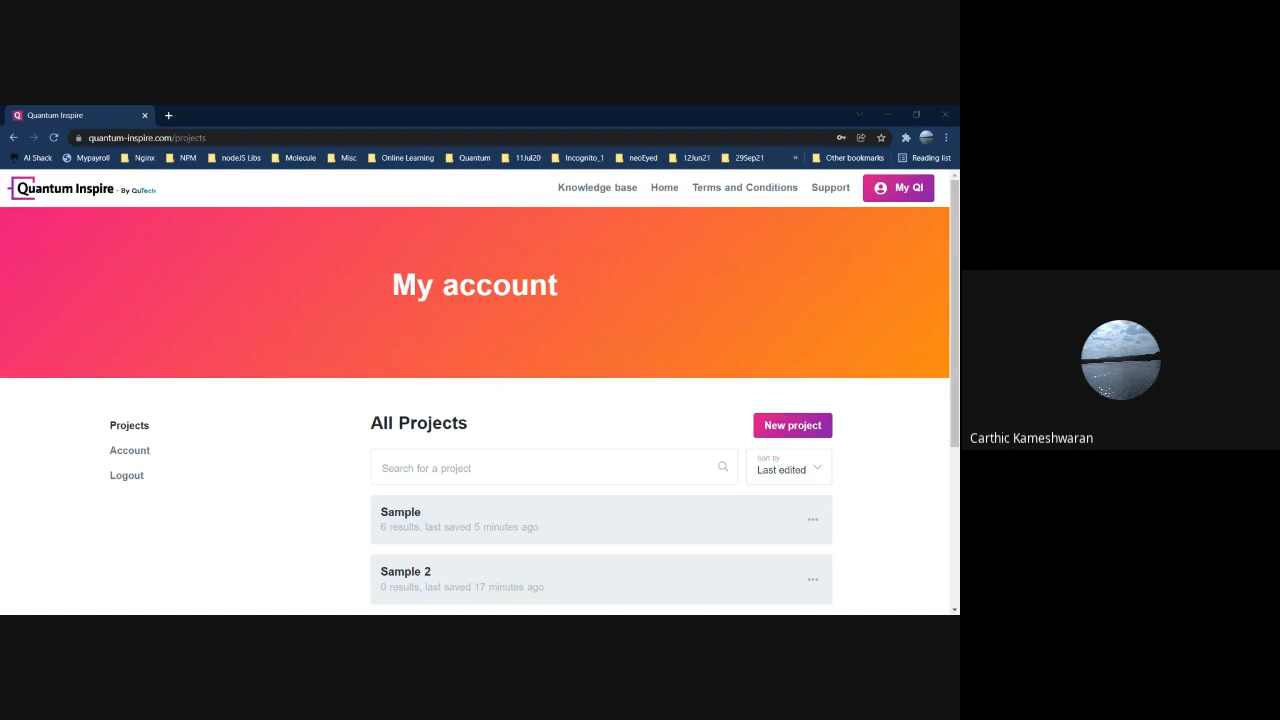 Quantum Inspire
quantum-inspire.com/projects
AI Shack Mypayroll Nginx NPM nodeJS Libs Molecule Misc Online Learning Quantum 11Jul20 Incognito_1 neoEyed 12Jun21 29Sep21 » Other bookmarks Reading list
Quantum Inspire - By QuTech Knowledge base Home Terms and Conditions Support My QI
My account
Projects
Account
Logout
All Projects New project
Search for a project
Sort by
Last edited
Sample
6 results, last saved 5 minutes ago
Sample 2
0 results, last saved 17 minutes ago
Carthic Kameshwaran